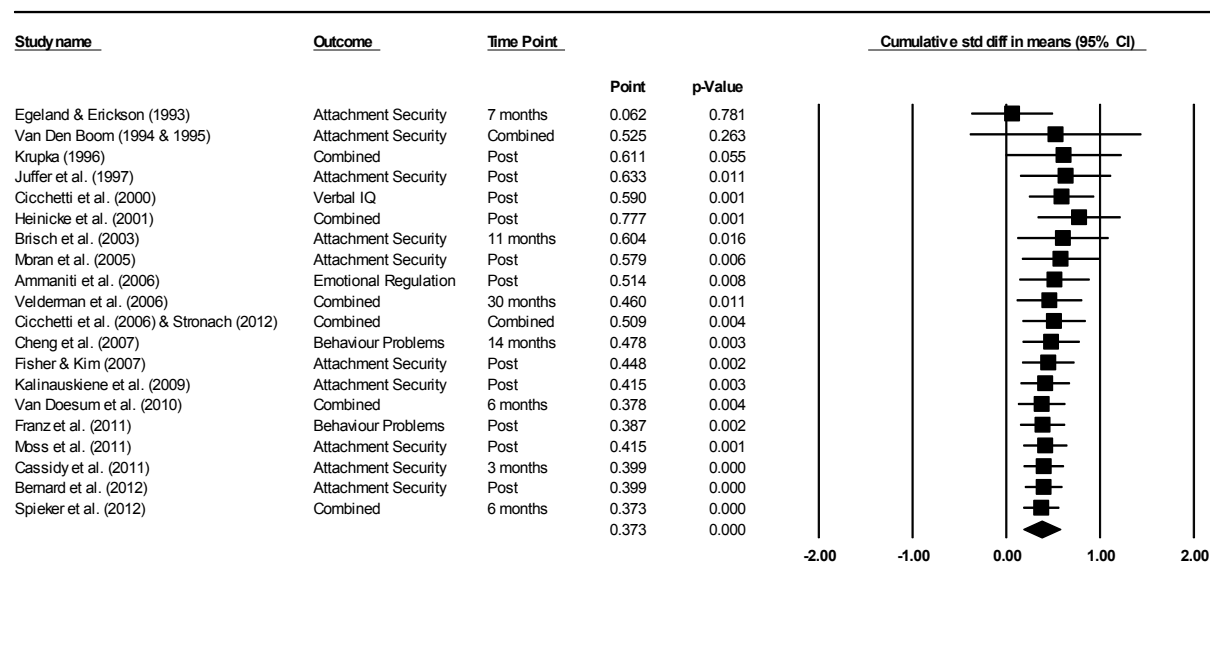 Study name Outcome Time Point Cumulative std diff in means (95% CI)
Point p-Value
Egeland & Erickson (1993) Attachment Security 7 months 0.062 0.781
Van Den Boom (1994 & 1995) Attachment Security Combined 0.525 0.263
Krupka (1996) Combined Post 0.611 0.055
Juffer et al. (1997) Attachment Security Post 0.633 0.011
Cicchetti et al. (2000) Verbal IQ Post 0.590 0.001
Heinicke et al. (2001) Combined Post 0.777 0.001
Brisch et al. (2003) Attachment Security 11 months 0.604 0.016
Moran et al. (2005) Attachment Security Post 0.579 0.006
Ammaniti et al. (2006) Emotional Regulation Post 0.514 0.008
Velderman et al. (2006) Combined 30 months 0.460 0.011
Cicchetti et al. (2006) & Stronach (2012) Combined Combined 0.509 0.004
Cheng et al. (2007) Behaviour Problems 14 months 0.478 0.003
Fisher & Kim (2007) Attachment Security Post 0.448 0.002
Kalinauskiene et al. (2009) Attachment Security Post 0.415 0.003
Van Doesum et al. (2010) Combined 6 months 0.378 0.004
Franz et al. (2011) Behaviour Problems Post 0.387 0.002
Moss et al. (2011) Attachment Security Post 0.415 0.001
Cassidy et al. (2011) Attachment Security 3 months 0.399 0.000
Bernard et al. (2012) Attachment Security Post 0.399 0.000
Spieker et al. (2012) Combined 6 months 0.373 0.000
0.373 0.000
-2.00 -1.00 0.00 1.00 2.00